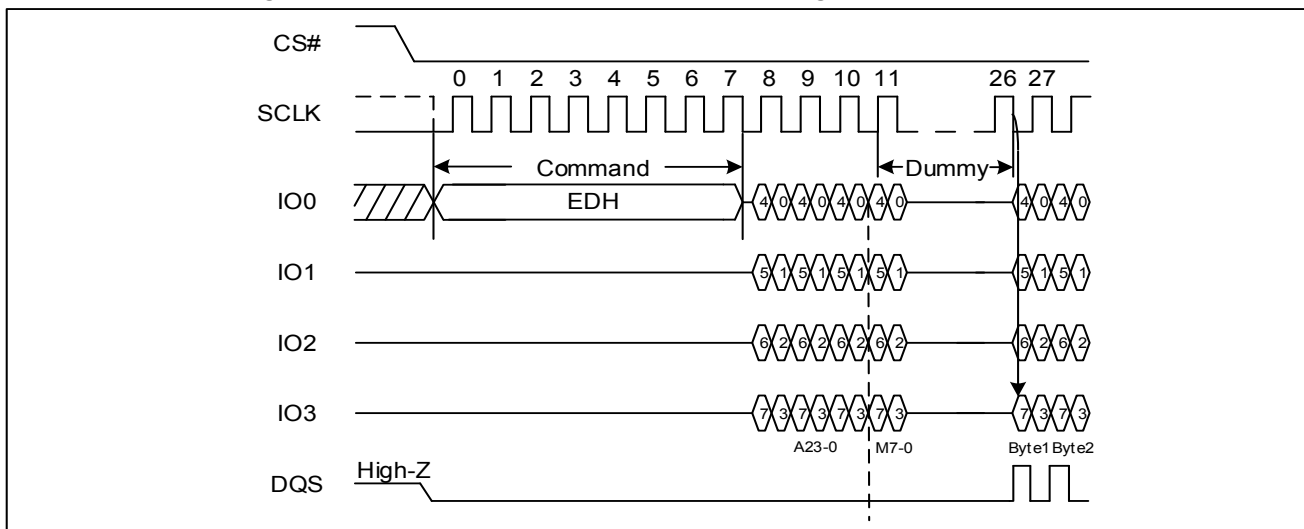 CS#
0 1 2 3 4 5 6 7 8 9 10 11 26 27
SCLK
Command Dummy
IO0 EDH 4 0 4 0 4 0 4 0 4 0 4 0
IO1 5 1 5 1 5 1 5 1 5 1 5 1
IO2 6 2 6 2 6 2 6 2 6 2 6 2
IO3 7 3 7 3 7 3 7 3 7 3 7 3
A23-0 M7-0 Byte1 Byte2
High-Z
DQS